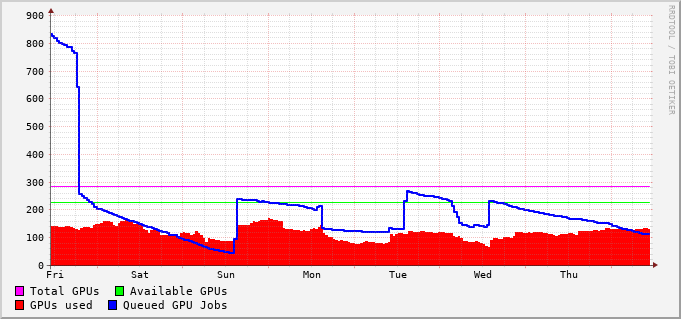 900
800
700
600
500
400
300
200
100
0
Fri Sat Sun Mon Tue Wed Thu
Total GPUs Available GPUs
GPUs used Queued GPU Jobs
RRDTOOL / TOBI OETIKER